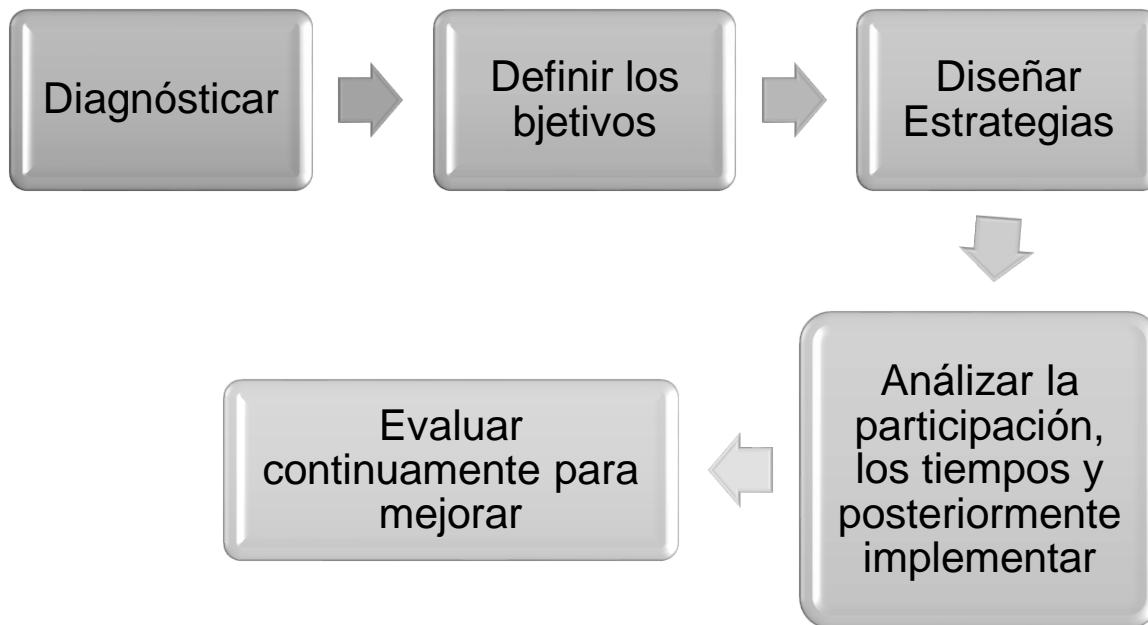 Diagnósticar
Definir los
bjetivos
Diseñar
Estrategias
Análizar la
participación,
los tiempos y
posteriormente
implementar
Evaluar
continuamente para
mejorar